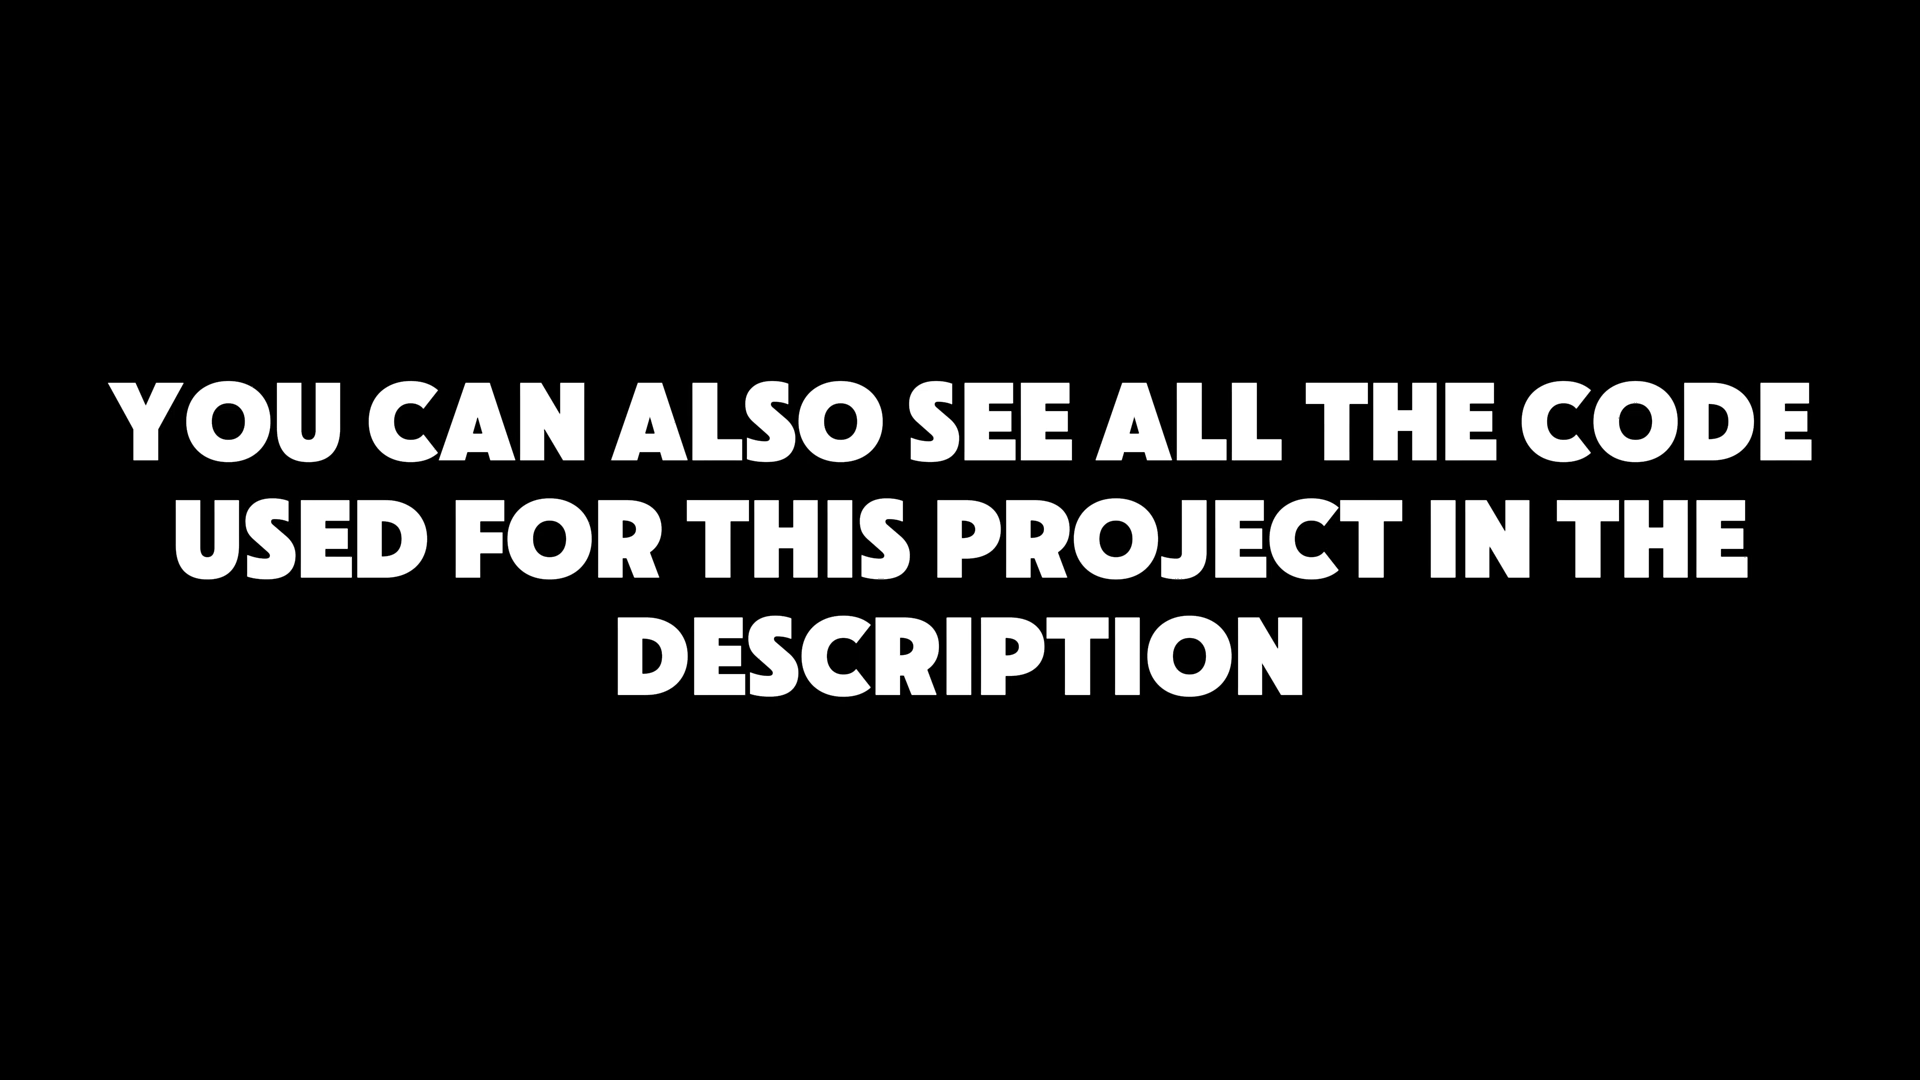 YOU CAN ALSO SEE ALL THE CODE
USED FOR THIS PROJECT IN THE
DESCRIPTION